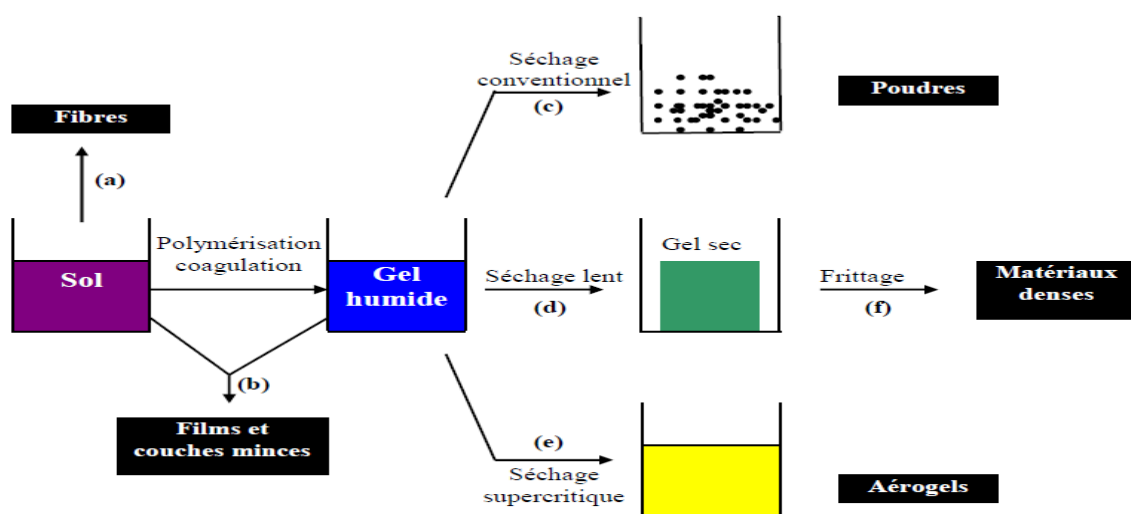 Séchage
conventionnel
(c)
Poudres
Fibres
(a)
Polymérisation
coagulation
Sol
Gel
humide
Séchage lent
(d)
Gel sec
Frittage
(f)
Matériaux
denses
(b)
Films et
couches minces
(e)
Séchage
supercritique
Aérogels